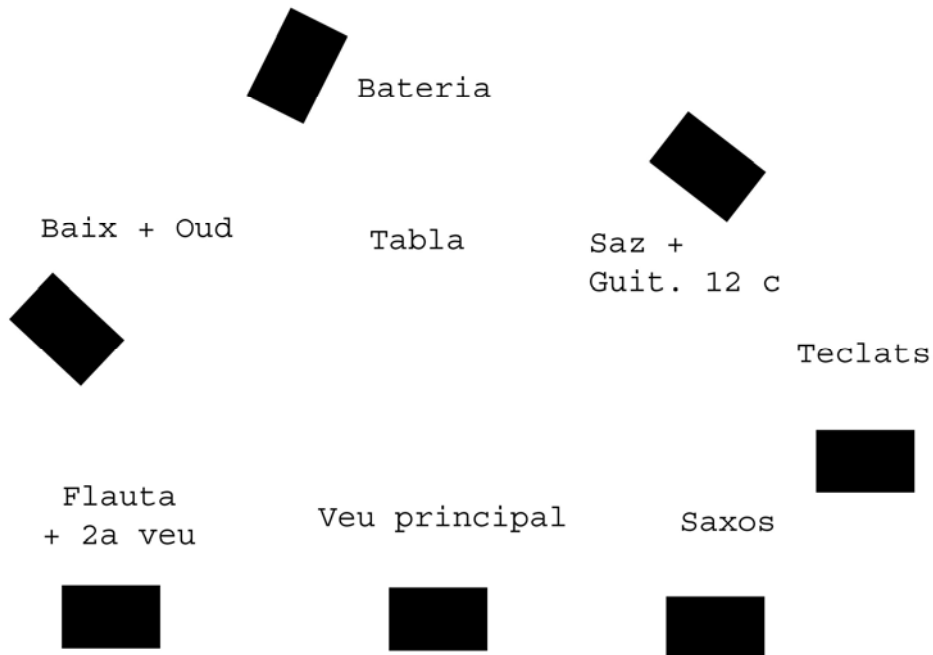 Bateria
Baix + Oud
Tabla
Saz +
Guit. 12 c
Teclats
Flauta
+ 2a veu
Veu principal
Saxos